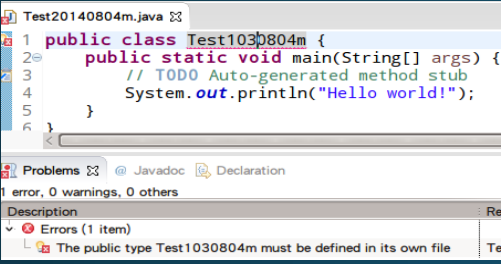 Test20140804m.java
1 public class Test1030804m {
2 public static void main(String[] args) {
3 // TODO Auto-generated method stub
4 System.out.println("Hello world!");
5 }
6 }
Problems @ Javadoc Declaration
1 error, 0 warnings, 0 others
Description Re
Errors (1 item)
The public type Test1030804m must be defined in its own file Te